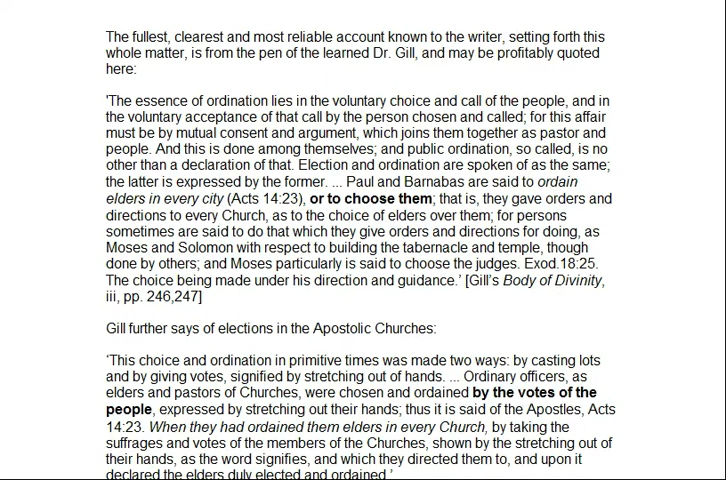 The fullest, clearest and most reliable account known to the writer, setting forth this
whole matter, is from the pen of the learned Dr. Gill, and may be profitably quoted
here:
'The essence of ordination lies in the voluntary choice and call of the people, and in
the voluntary acceptance of that call by the person chosen and called; for this affair
must be by mutual consent and argument, which joins them together as pastor and
people. And this is done among themselves; and public ordination, so called, is no
other than a declaration of that. Election and ordination are spoken of as the same;
the latter is expressed by the former. ... Paul and Barnabas are said to ordain
elders in every city (Acts 14:23), or to choose them; that is, they gave orders and
directions to every Church, as to the choice of elders over them; for persons
sometimes are said to do that which they give orders and directions for doing, as
Moses and Solomon with respect to building the tabernacle and temple, though
done by others; and Moses particularly is said to choose the judges. Exod.18:25.
The choice being made under his direction and guidance.' [Gill's Body of Divinity,
iii, pp. 246,247]
Gill further says of elections in the Apostolic Churches:
'This choice and ordination in primitive times was made two ways: by casting lots
and by giving votes, signified by stretching out of hands. ... Ordinary officers, as
elders and pastors of Churches, were chosen and ordained by the votes of the
people, expressed by stretching out their hands; thus it is said of the Apostles, Acts
14:23. When they had ordained them elders in every Church, by taking the
suffrages and votes of the members of the Churches, shown by the stretching out of
their hands, as the word signifies, and which they directed them to, and upon it
declared the elders duly elected and ordained.'